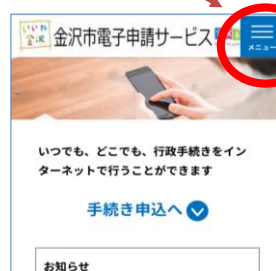 いいね金沢
金沢市電子申請サービス
メニュー
いつでも、どこでも、行政手続きをイン
ターネットで行うことができます
手続き申込へ
お知らせ